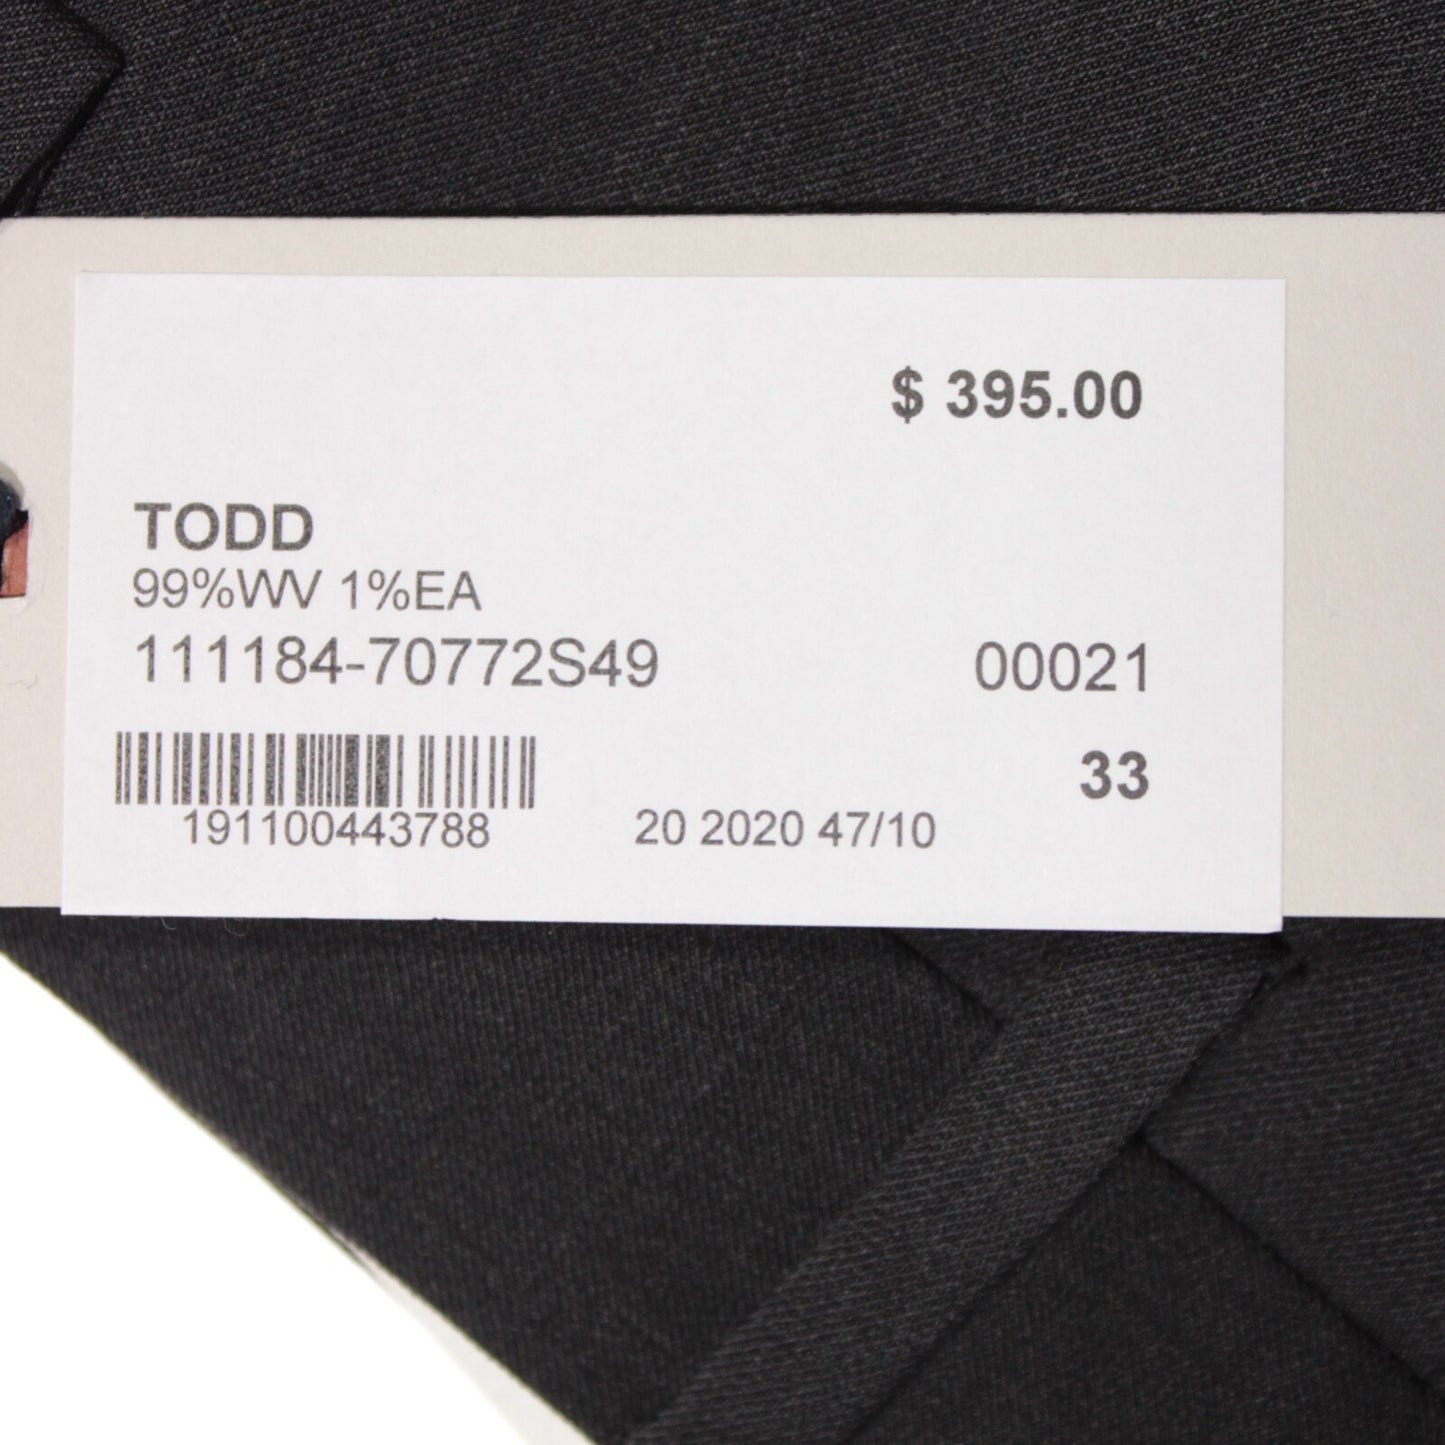 $ 395.00
TODD
99%WV 1%EA
111184-70772S49 00021
33
191100443788 20 2020 47/10